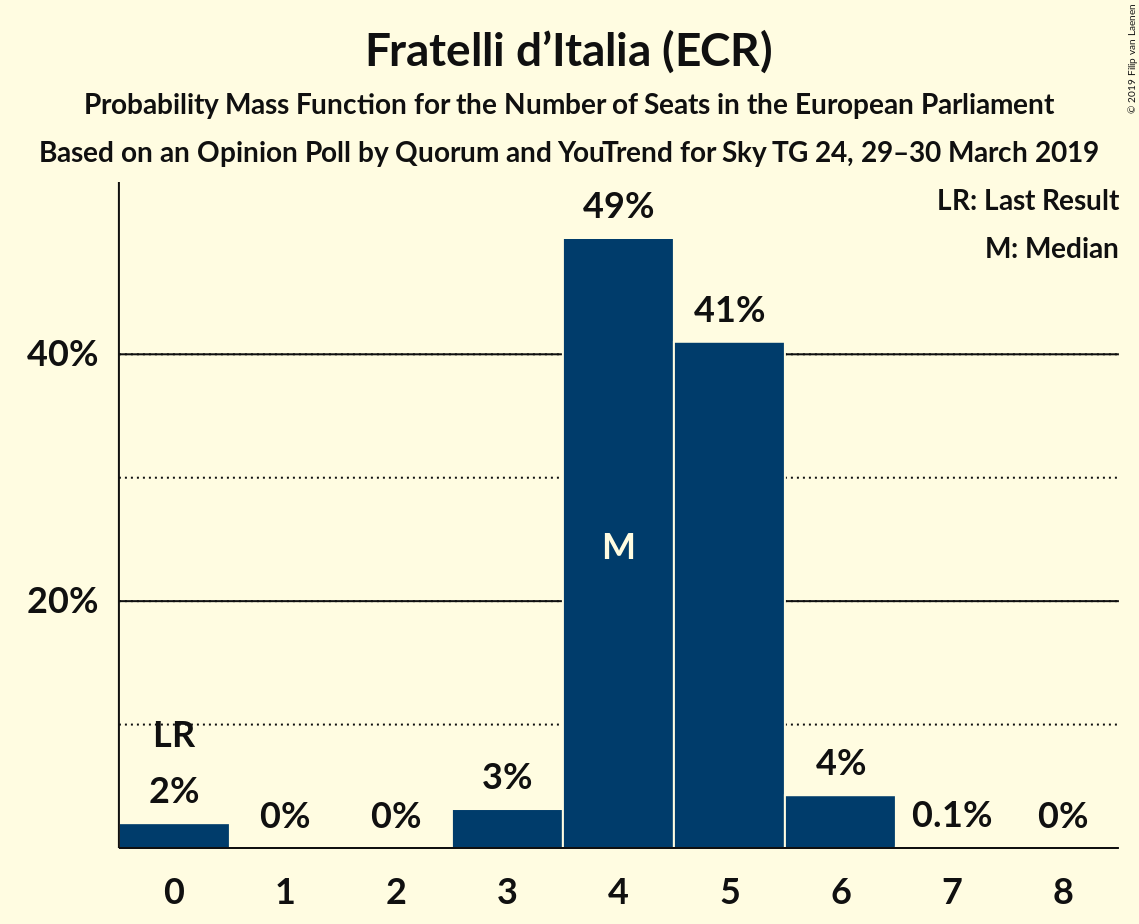 Fratelli d’Italia (ECR)
Probability Mass Function for the Number of Seats in the European Parliament
Based on an Opinion Poll by Quorum and YouTrend for Sky TG 24, 29–30 March 2019
© 2019 Filip van Laenen
LR: Last Result
M: Median
49%
41%
40%
M
20%
LR
2%
0%
0%
3%
4%
0.1%
0%
0 1 2 3 4 5 6 7 8